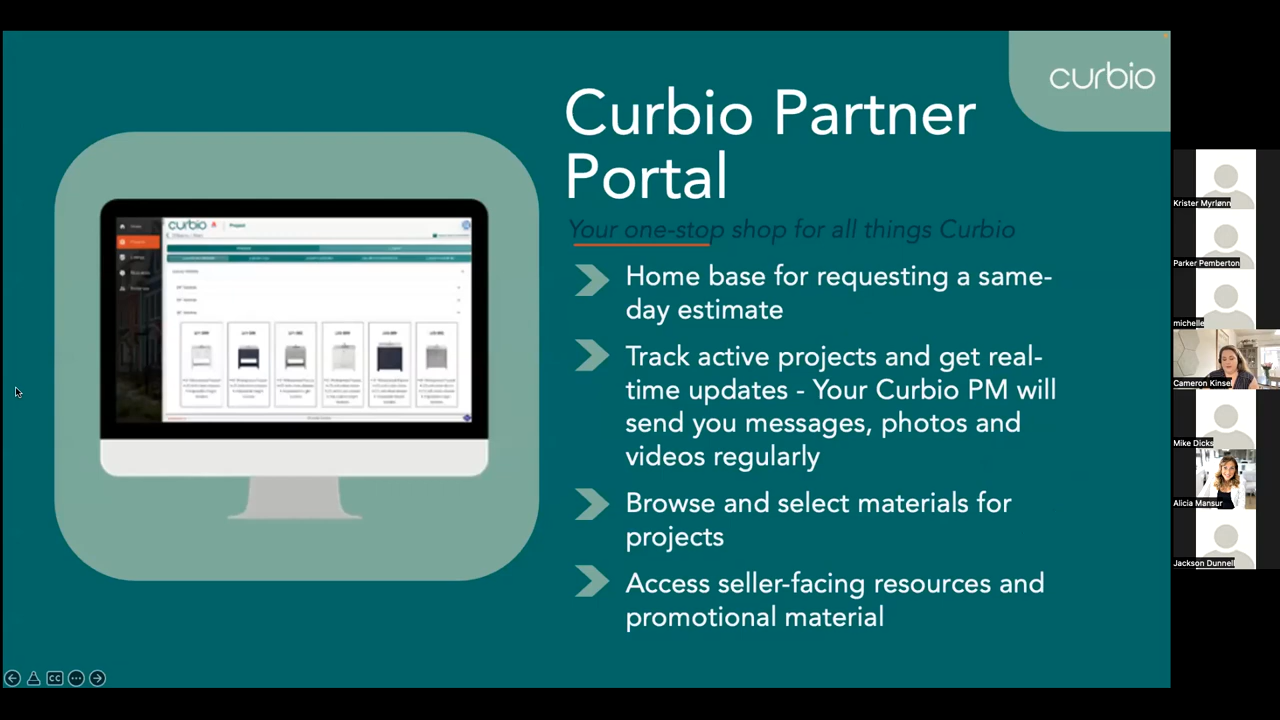 curbio
Curbio Partner
Portal
Your one-stop shop for all things Curbio
Home base for requesting a same-
day estimate
Track active projects and get real-
time updates - Your Curbio PM will
send you messages, photos and
videos regularly
Browse and select materials for
projects
Access seller-facing resources and
promotional material
curbio
Project
CC
Krister Myrlønn
Parker Pemberton
michelle
Cameron Kinsel
Mike Dicks
Alicia Mansur
Jackson Dunnell